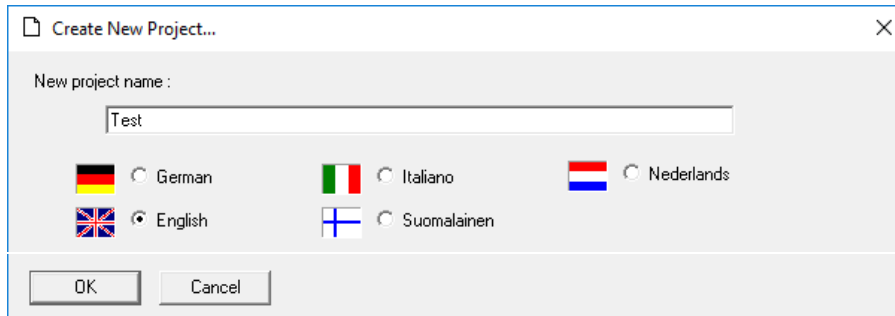 Create New Project...
New project name :
Test
German Italiano Nederlands
English Suomalainen
OK Cancel